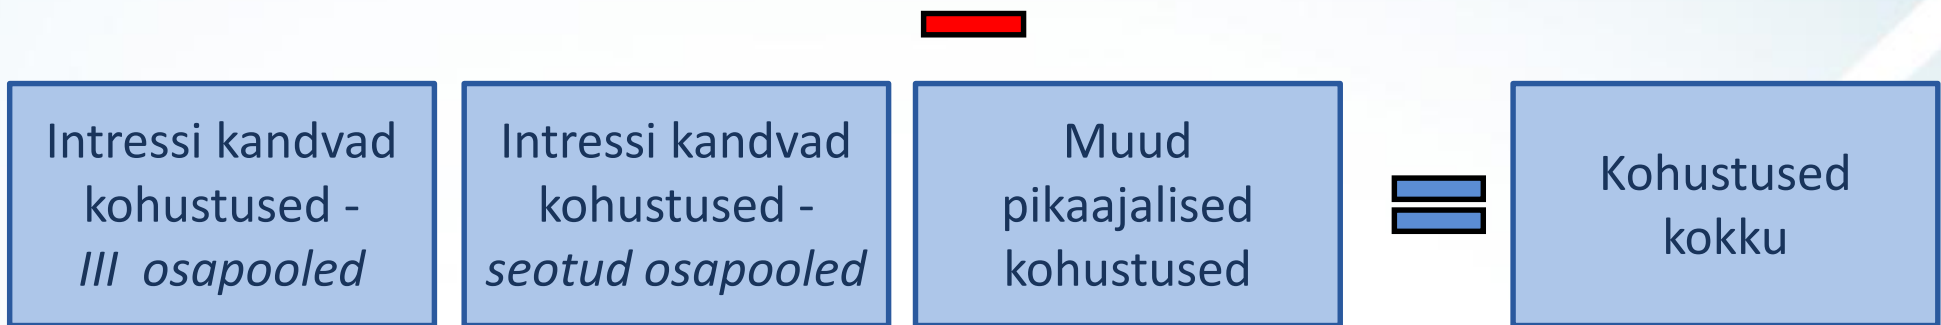 Intressi kandvad
kohustused -
III osapooled
Intressi kandvad
kohustused -
seotud osapooled
Muud
pikaajalised
kohustused
Kohustused
kokku